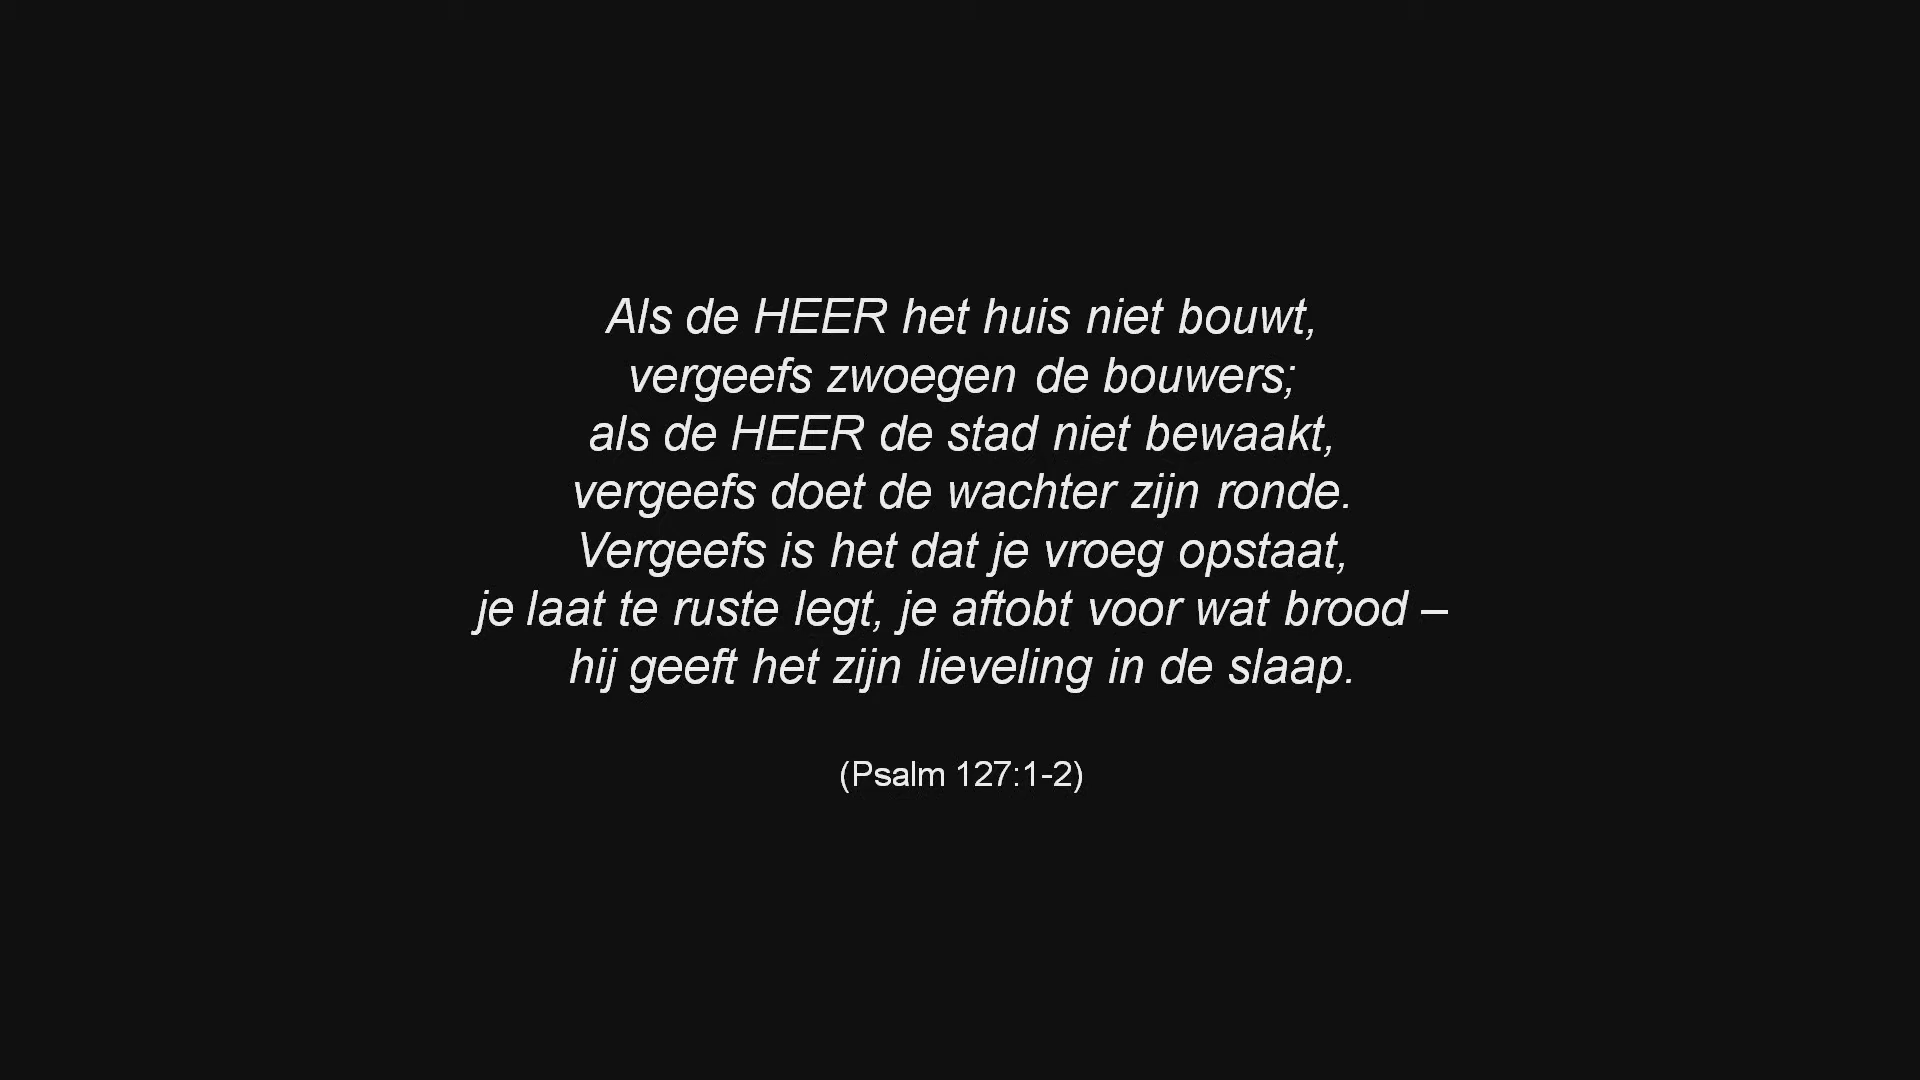 Als de HEER het huis niet bouwt,
vergeefs zwoegen de bouwers;
als de HEER de stad niet bewaakt,
vergeefs doet de wachter zijn ronde.
Vergeefs is het dat je vroeg opstaat,
je laat te ruste legt, je aftobt voor wat brood –
hij geeft het zijn lieveling in de slaap.
(Psalm 127:1-2)